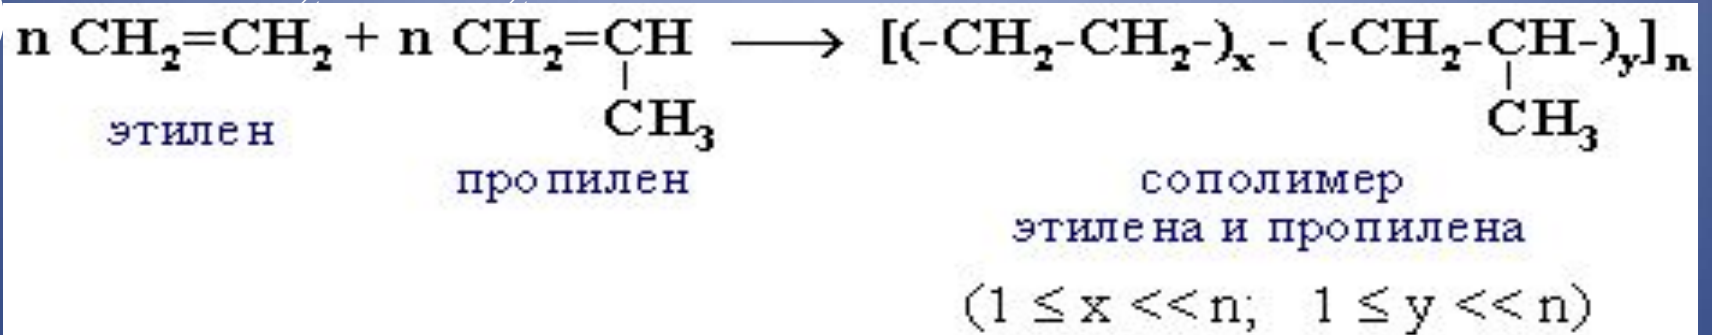 n CH₂=CH₂ + n CH₂=CH ⟶ [(-CH₂-CH₂-)ₓ - (-CH₂-CH-)ᵧ]ₙ
CH₃ CH₃
этилен
пропилен сополимер
этилена и пропилена
(1 ≤ x << n; 1 ≤ y << n)